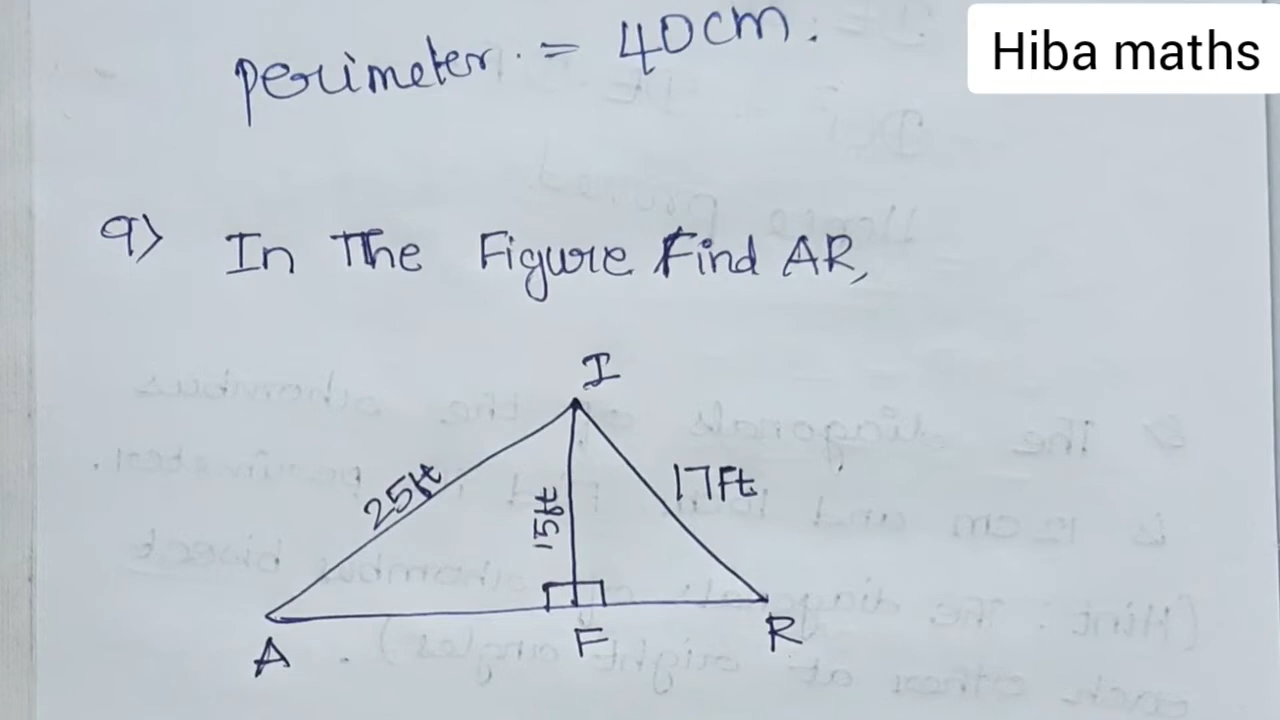 Hiba maths
perimeter. = 40cm.
9) In The Figure Find AR,
I
25ft
15ft
17Ft
A
F
R